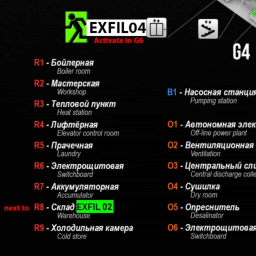 EXFIL04
Activate in G6
G4
R1 - Бойлерная
Boiler room
R2 - Мастерская
Workshop
R3 - Тепловой пункт
Heat station
R4 - Лифтёрная
Elevator control room
R5 - Прачечная
Laundry
R6 - Электрощитовая
Switchboard
R7 - Аккумуляторная
Accumulator
next to R8 - Склад EXFIL 02
Warehouse
R9 - Холодильная камера
Cold store
B1 - Насосная станция
Pumping station
O1 - Автономная
Off-line power plant
O2 - Вентиляционная
Ventilation
O3 - Центральный
Central discharge
O4 - Сушилка
Dry room
O5 - Опреснитель
Desalinator
O6 - Электрощитовая
Switchboard